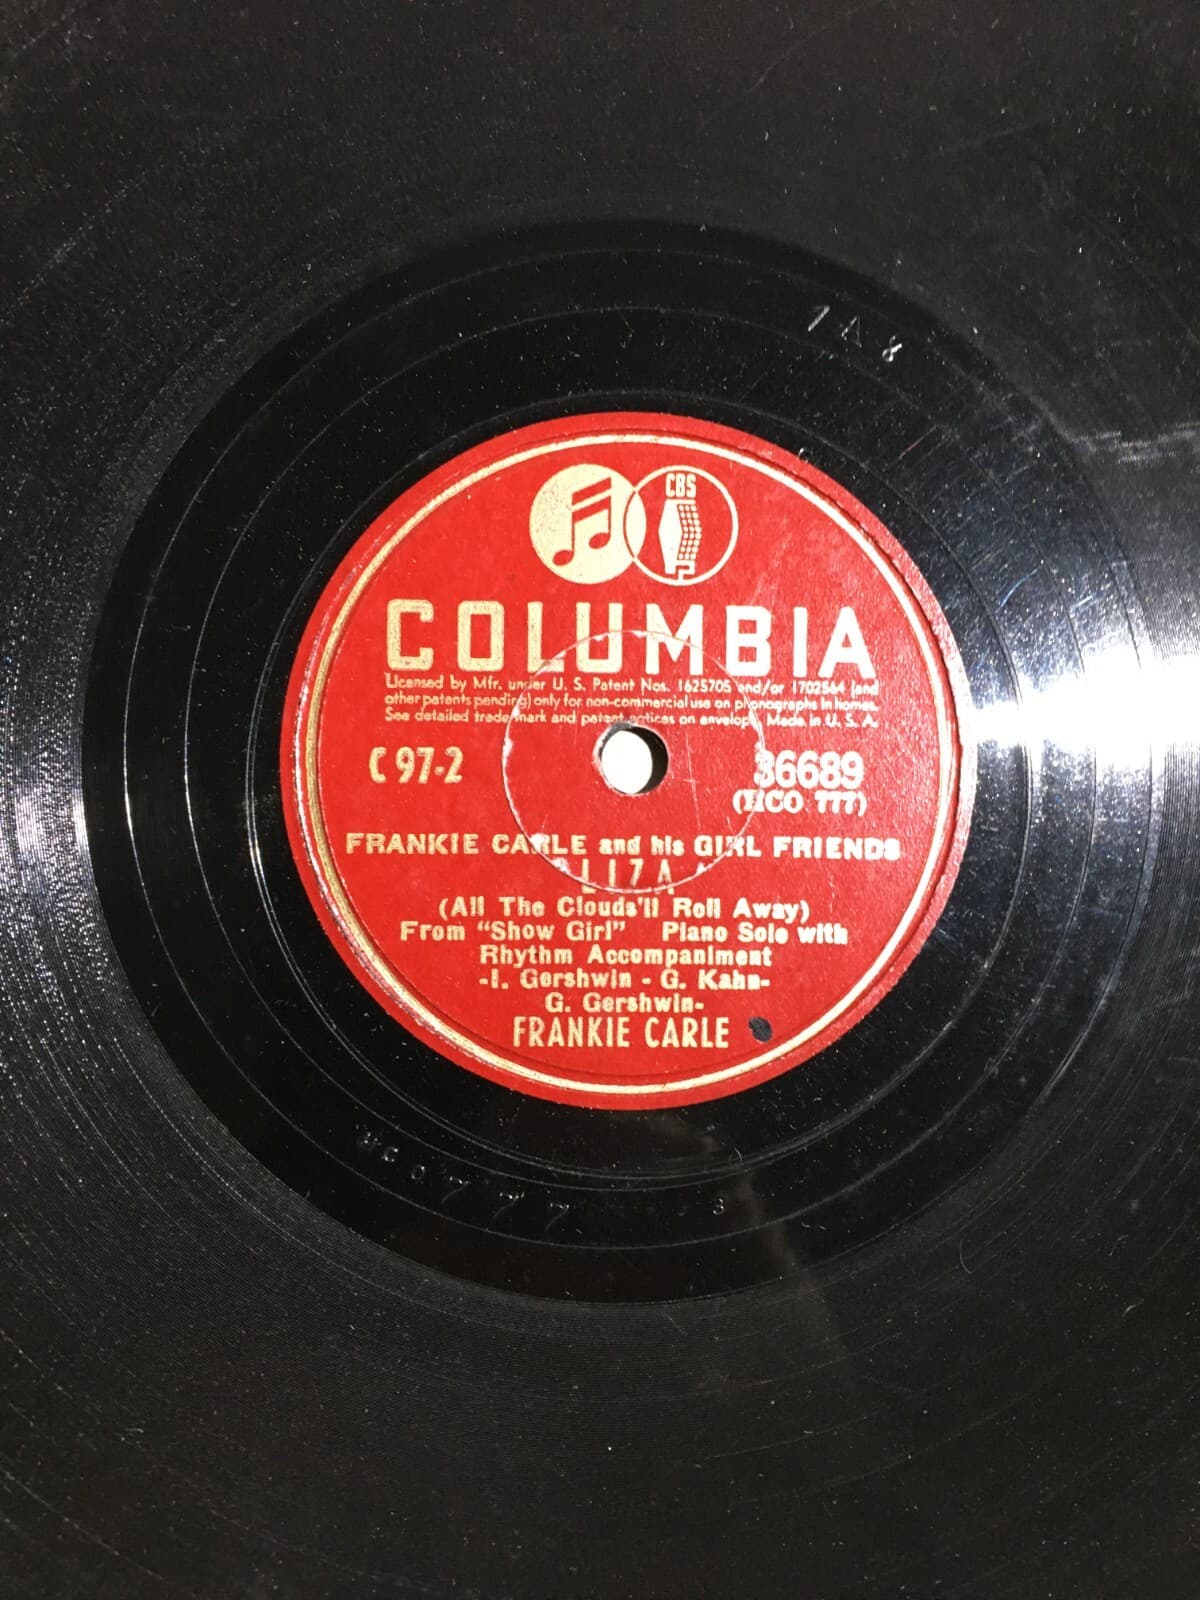 1A8
CBS
COLUMBIA
Licensed by Mfr. under U. S. Patent Nos. 1625705 and/or 1702564 (and
other patents pending) only for non-commercial use on phonographs in homes.
See detailed trade mark and patent notices on envelope. Made in U. S. A.
C 97-2
36689
(HCO 777)
FRANKIE CARLE and his GIRL FRIENDS
LIZA
(All The Clouds'll Roll Away)
From "Show Girl" Piano Solo with
Rhythm Accompaniment
-I. Gershwin - G. Kahn-
G. Gershwin-
FRANKIE CARLE